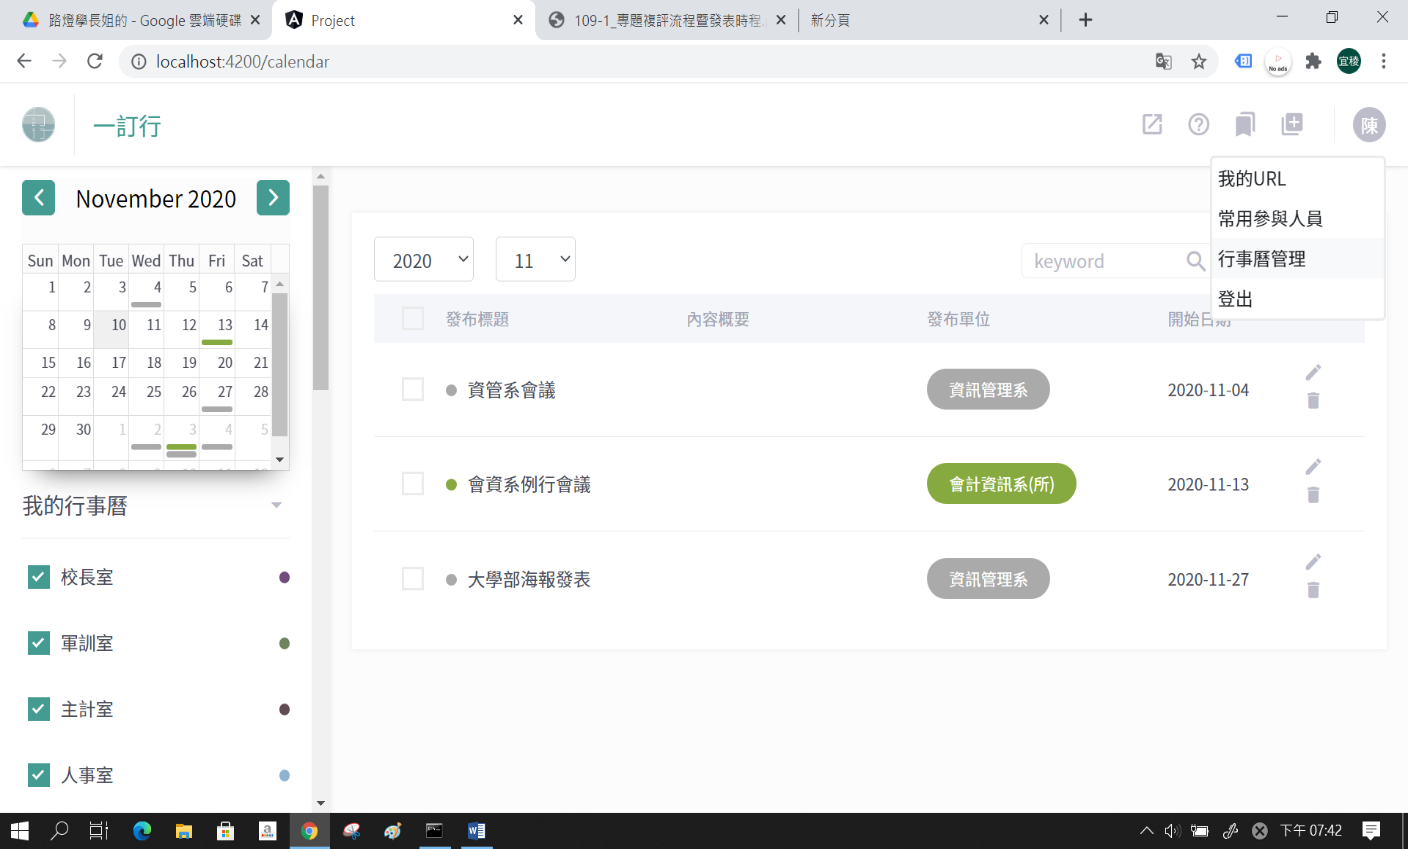 路燈學長姐的 - Google 雲端硬碟
Project
109-1_專題複評流程暨發表時程.
新分頁
localhost:4200/calendar
No ads
宜稜
一訂行
陳
我的URL
常用參與人員
行事曆管理
登出
November 2020
Sun Mon Tue Wed Thu Fri Sat
1 2 3 4 5 6 7
8 9 10 11 12 13 14
15 16 17 18 19 20 21
22 23 24 25 26 27 28
29 30 1 2 3 4 5
我的行事曆
校長室
軍訓室
主計室
人事室
2020 11 keyword
發布標題 內容概要 發布單位 開始日期
資管系會議 資訊管理系 2020-11-04
會資系例行會議 會計資訊系(所) 2020-11-13
大學部海報發表 資訊管理系 2020-11-27
下午 07:42